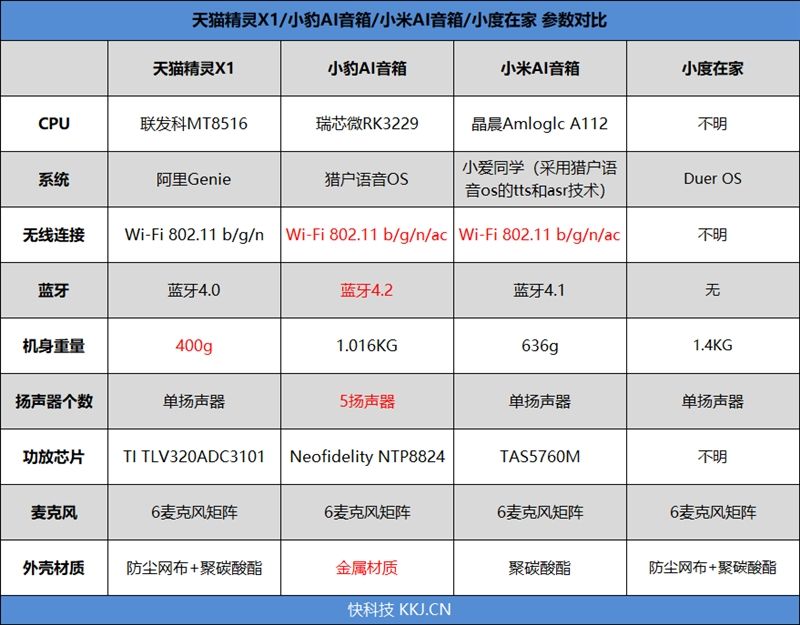 天猫精灵X1/小豹AI音箱/小米AI音箱/小度在家 参数对比
天猫精灵X1 小豹AI音箱 小米AI音箱 小度在家
CPU 联发科MT8516 瑞芯微RK3229 晶晨Amloglc A112 不明
系统 阿里Genie 猎户语音OS 小爱同学（采用猎户语音os的tts和asr技术） Duer OS
无线连接 Wi-Fi 802.11 b/g/n Wi-Fi 802.11 b/g/n/ac Wi-Fi 802.11 b/g/n/ac 不明
蓝牙 蓝牙4.0 蓝牙4.2 蓝牙4.1 无
机身重量 400g 1.016KG 636g 1.4KG
扬声器个数 单扬声器 5扬声器 单扬声器 单扬声器
功放芯片 TI TLV320ADC3101 Neofidelity NTP8824 TAS5760M 不明
麦克风 6麦克风矩阵 6麦克风矩阵 6麦克风矩阵 6麦克风矩阵
外壳材质 防尘网布+聚碳酸酯 金属材质 聚碳酸酯 防尘网布+聚碳酸酯
快科技 KKJ.CN